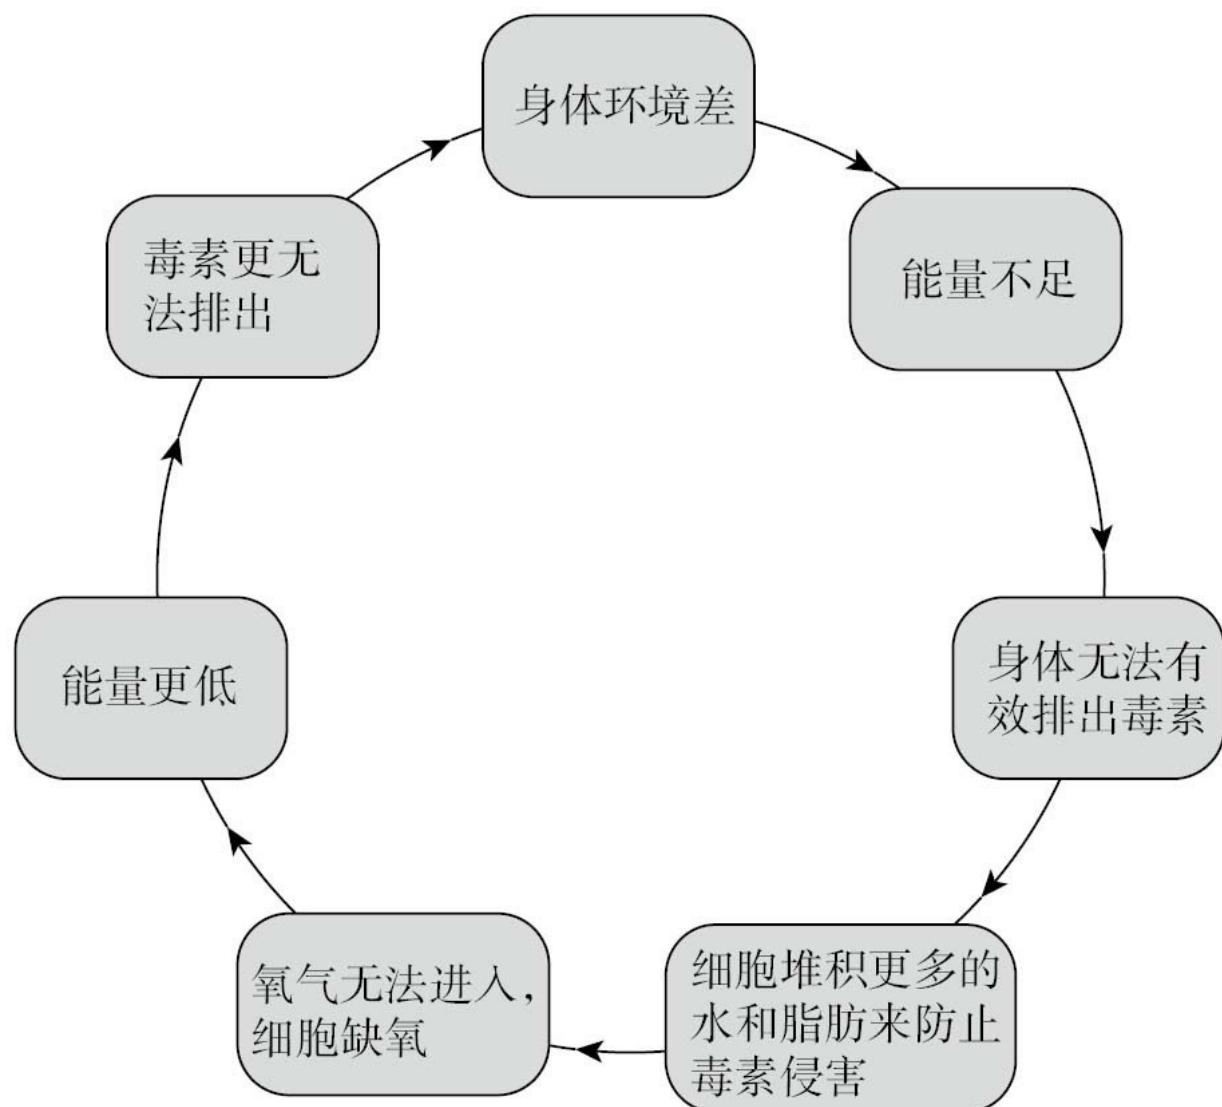 身体环境差
能量不足
身体无法有
效排出毒素
细胞堆积更多的
水和脂肪来防止
毒素侵害
氧气无法进入，
细胞缺氧
能量更低
毒素更无
法排出